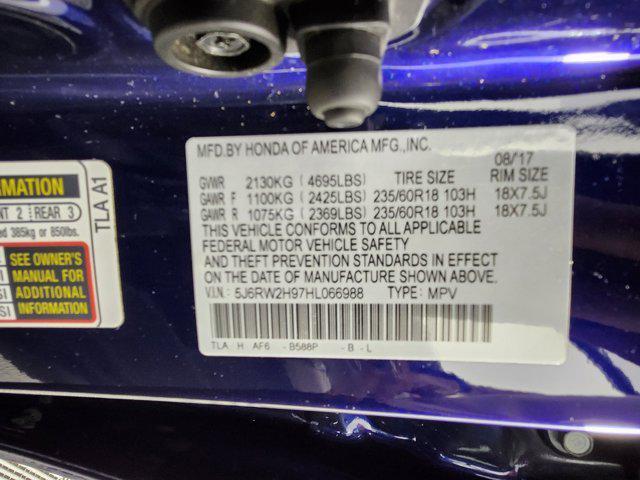 MFD.BY HONDA OF AMERICA MFG.,INC. 08/'17
GVWR 2130KG (4695LBS) TIRE SIZE RIM SIZE
GAWR F 1100KG (2425LBS) 235/60R18 103H 18X7.5J
GAWR R 1075KG (2369LBS) 235/60R18 103H 18X7.5J
THIS VEHICLE CONFORMS TO ALL APPLICABLE
FEDERAL MOTOR VEHICLE SAFETY
AND THEFT PREVENTION STANDARDS IN EFFECT
ON THE DATE OF MANUFACTURE SHOWN ABOVE.
V.I.N.: 5J6RW2H97HL066988 TYPE: MPV
TLA H AF6 -B588P -B-L
MATION
NT 2 REAR 3
ed 385kg or 850lbs.
SEE OWNER'S
MANUAL FOR
SI ADDITIONAL
SI INFORMATION
TLA A1